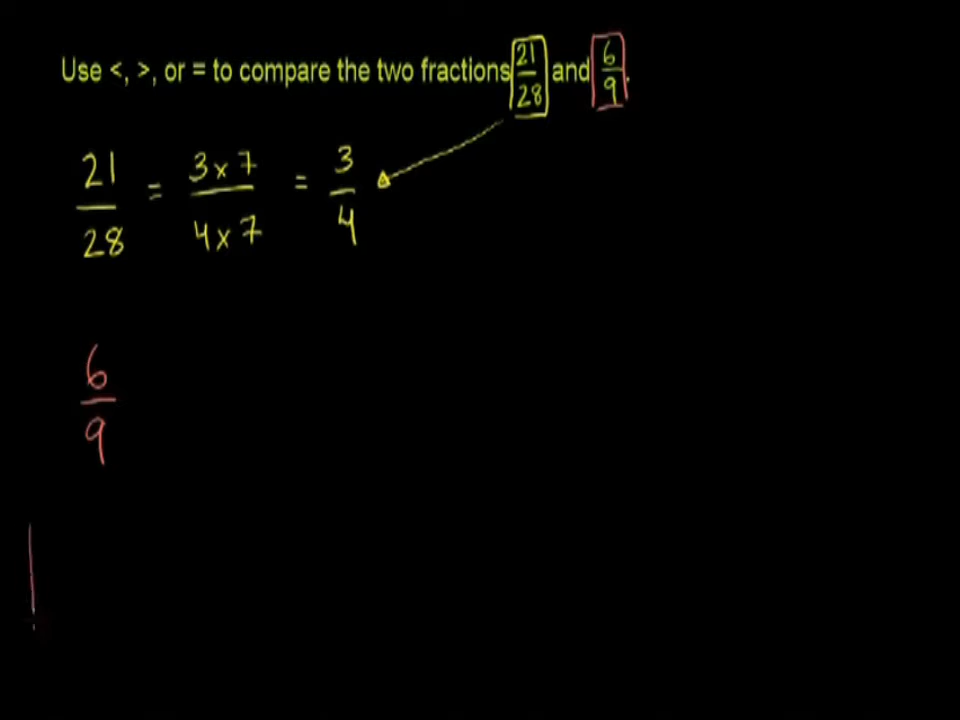 Use <, >, or = to compare the two fractions 21/28 and 6/9.
21/28 = 3 x 7/4 x 7 = 3/4
6/9